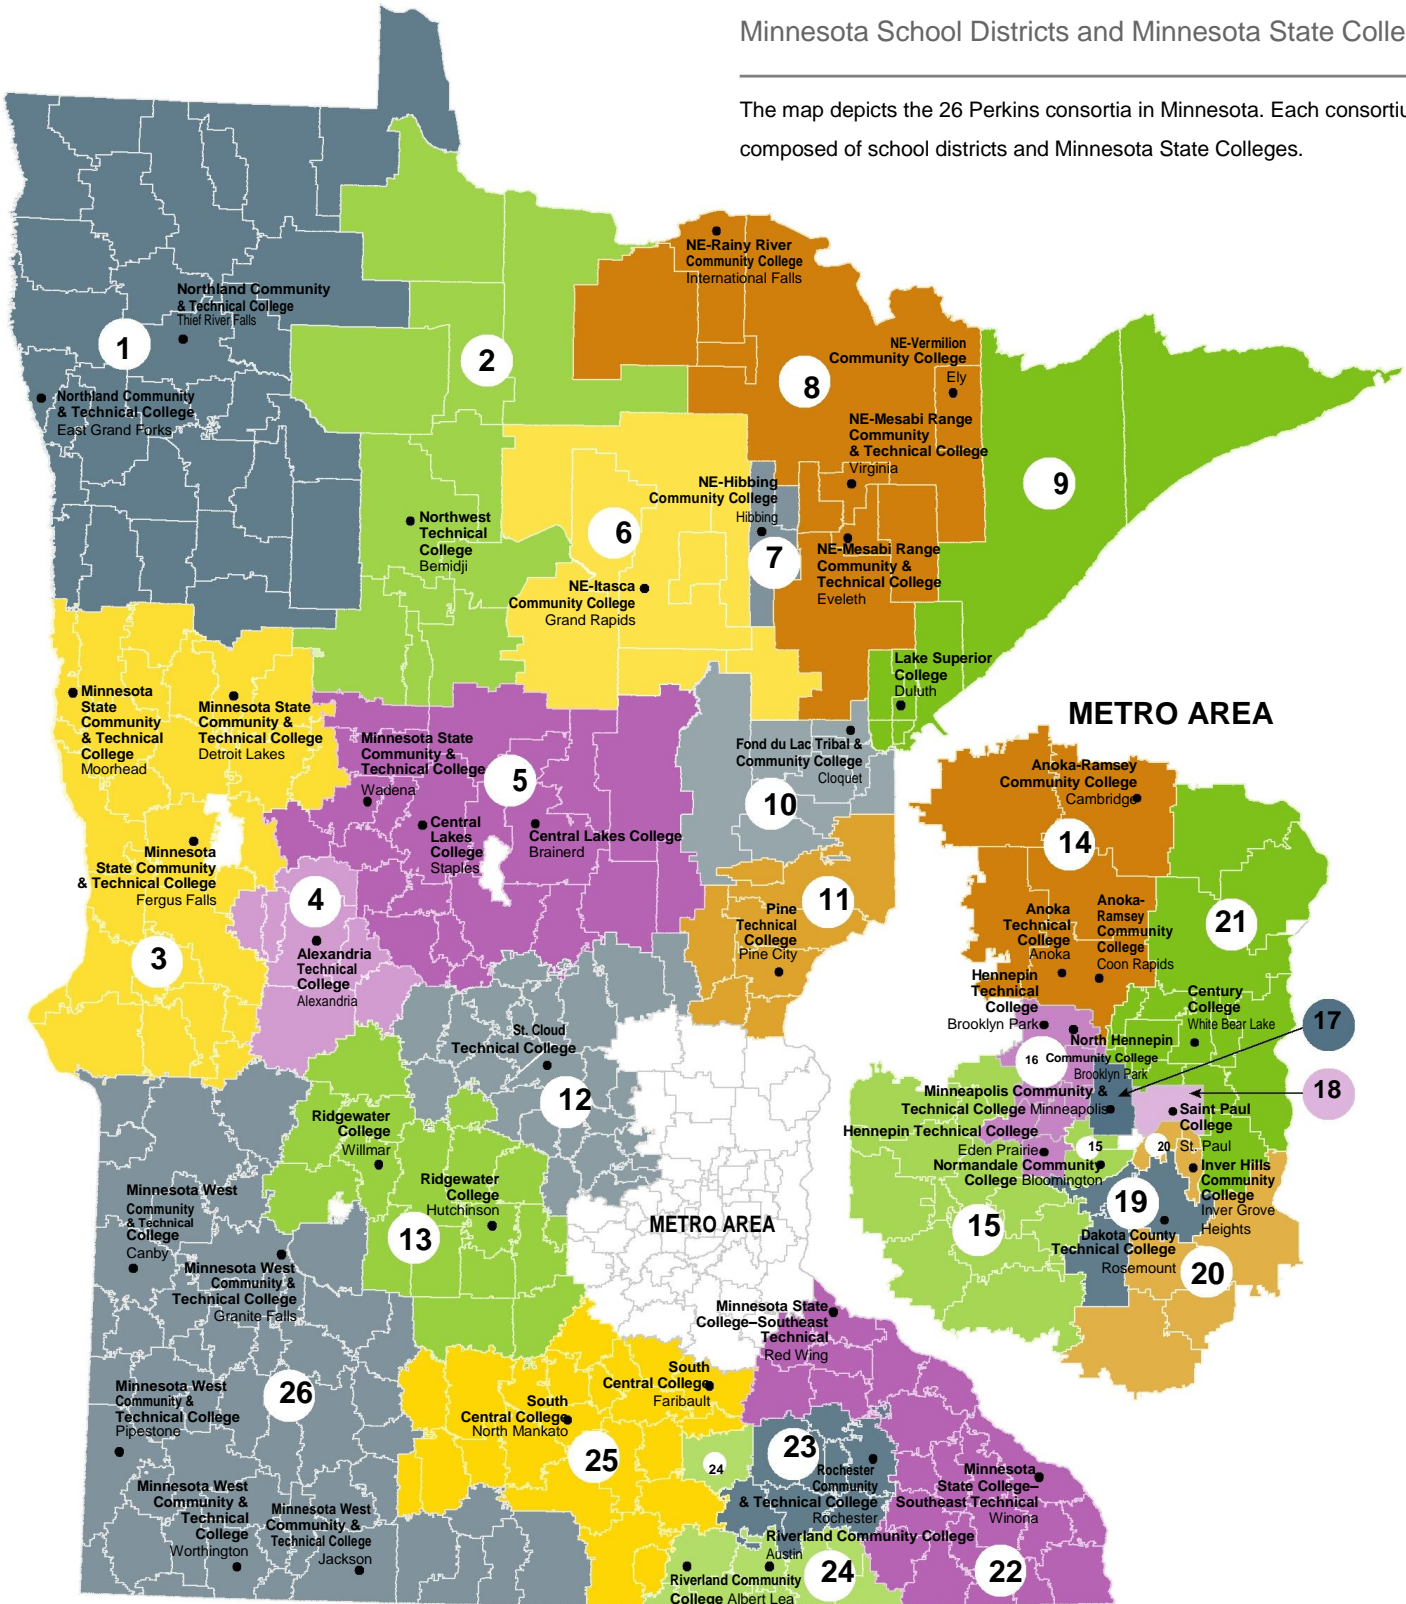 Minnesota School Districts and Minnesota State Colle
The map depicts the 26 Perkins consortia in Minnesota. Each consortiu
composed of school districts and Minnesota State Colleges.
NE-Rainy River
Community College
International Falls
Northland Community
& Technical College
Thief River Falls
1
2
NE-Vermilion
Community College
Ely
8
Northland Community
& Technical College
East Grand Forks
NE-Mesabi Range
Community
& Technical College
Virginia
9
NE-Hibbing
Community College
Hibbing
Northwest
Technical
College
Bemidji
6
7
NE-Mesabi Range
Community &
Technical College
Eveleth
NE-Itasca
Community College
Grand Rapids
Lake Superior
College
Duluth
Minnesota
State
Community
& Technical
College
Moorhead
Minnesota State
Community &
Technical College
Detroit Lakes
Minnesota State
Community &
Technical College
Wadena
5
Fond du Lac Tribal &
Community College
Cloquet
10
Central
Lakes
College
Staples
Central Lakes College
Brainerd
Minnesota
State Community
& Technical College
Fergus Falls
4
11
Pine
Technical
College
Pine City
3
Alexandria
Technical
College
Alexandria
St. Cloud
Technical College
12
Ridgewater
College
Willmar
Ridgewater
College
Hutchinson
13
METRO AREA
Minnesota West
Community
& Technical
College
Canby
Minnesota West
Community &
Technical College
Granite Falls
Minnesota State
College–Southeast
Technical
Red Wing
26
South
Central College
Faribault
Minnesota West
Community &
Technical College
Pipestone
South
Central College
North Mankato
25
24
23
Rochester
Community
& Technical College
Rochester
Minnesota
State College–
Southeast Technical
Winona
Minnesota West
Community &
Technical
College
Worthington
Minnesota West
Community &
Technical College
Jackson
Riverland Community College
Austin
24
22
Riverland Community
College Albert Lea
METRO AREA
Anoka-Ramsey
Community College
Cambridge
14
Anoka
Technical
College
Anoka
Anoka-
Ramsey
Community
College
Coon Rapids
21
Hennepin
Technical
College
Brooklyn Park
Century
College
White Bear Lake
17
North Hennepin
Community College
Brooklyn Park
16
Minneapolis Community &
Technical College Minneapolis
18
Saint Paul
College
St. Paul
Hennepin Technical College
Eden Prairie
15
20
Normandale Community
College Bloomington
Inver Hills
Community
College
Inver Grove
Heights
19
15
Dakota County
Technical College
Rosemount
20